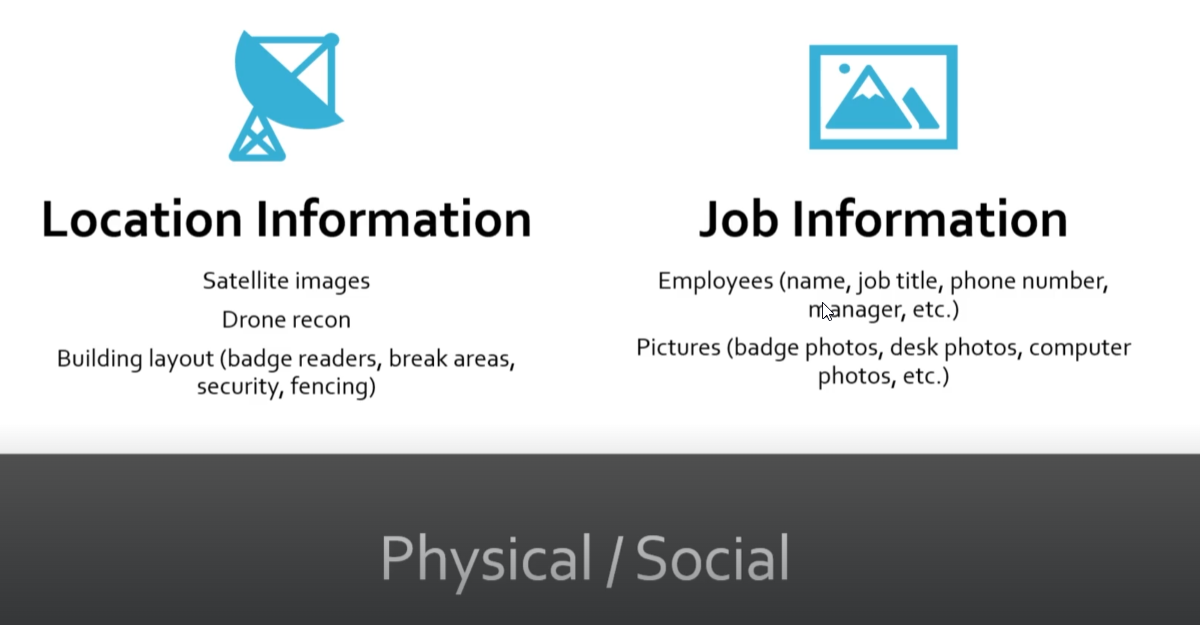 Location Information
Satellite images
Drone recon
Building layout (badge readers, break areas,
security, fencing)
Job Information
Employees (name, job title, phone number,
manager, etc.)
Pictures (badge photos, desk photos, computer
photos, etc.)
Physical / Social